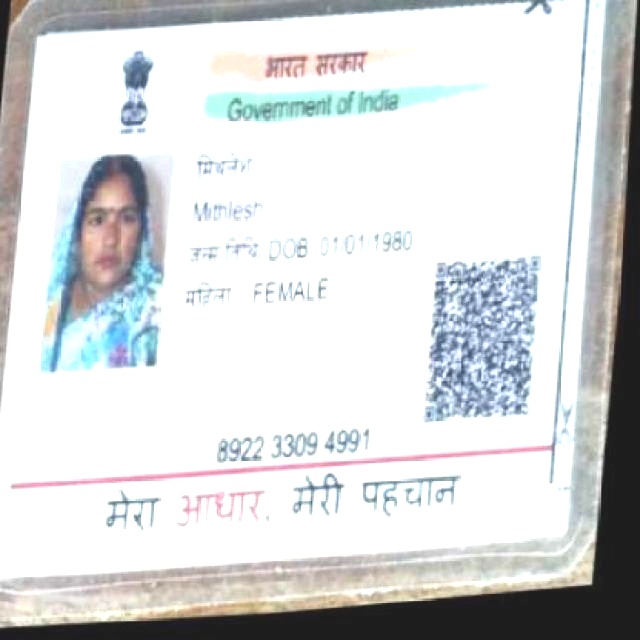 भारत सरकार
Government of India
मिथलेश
Mithlesh
जन्म तिथि DOB 01/01/1980
महिला FEMALE
8922 3309 4991
मेरा आधार, मेरी पहचान